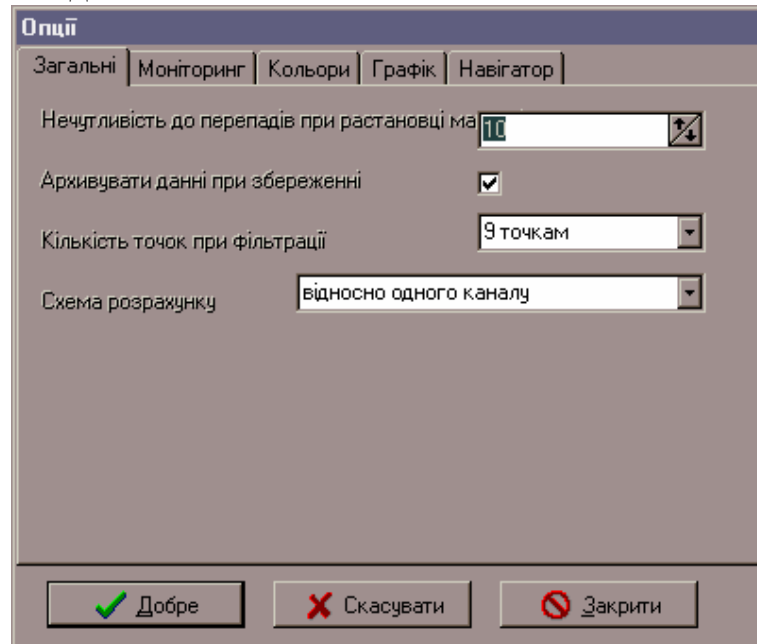 Опції
Загальні Моніторинг Кольори Графік Навігатор
Нечутливість до перепадів при растановці 10
Архивувати данні при збереженні
Кількість точок при фільтрації 9 точкам
Схема розрахунку відносно одного каналу
Добре Скасувати Закрити